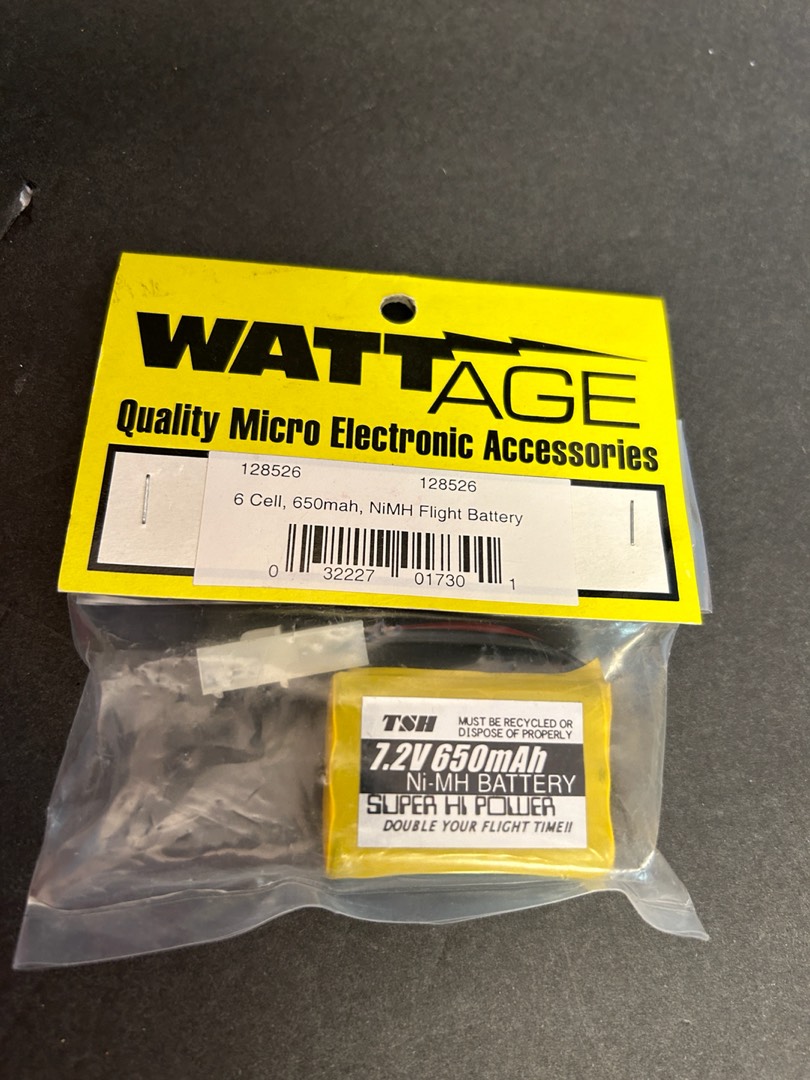 WATTAGE
Quality Micro Electronic Accessories
128526 128526
6 Cell, 650mah, NiMH Flight Battery
0 32227 01730 1
TSH
MUST BE RECYCLED OR
DISPOSE OF PROPERLY
7.2V 650mAh
Ni-MH BATTERY
SUPER HI POWER
DOUBLE YOUR FLIGHT TIME!!